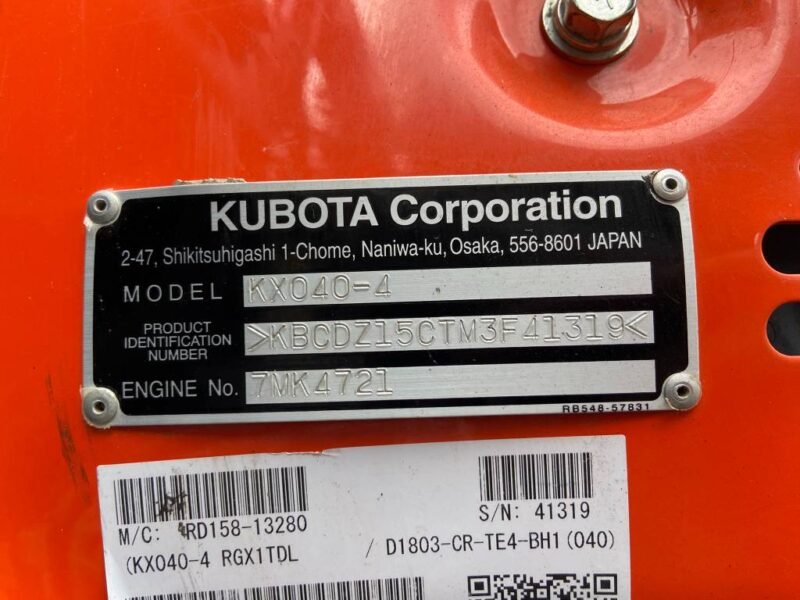 KUBOTA Corporation
2-47, Shikitsuhigashi 1-Chome, Naniwa-ku, Osaka, 556-8601 JAPAN
MODEL KX040-4
PRODUCT IDENTIFICATION NUMBER >KBCDZ15CTM3F41319<
ENGINE No. 7MK4721
RB548-57831
M/C: RD158-13280 S/N: 41319
(KX040-4 RGX1TDL / D1803-CR-TE4-BH1(040)